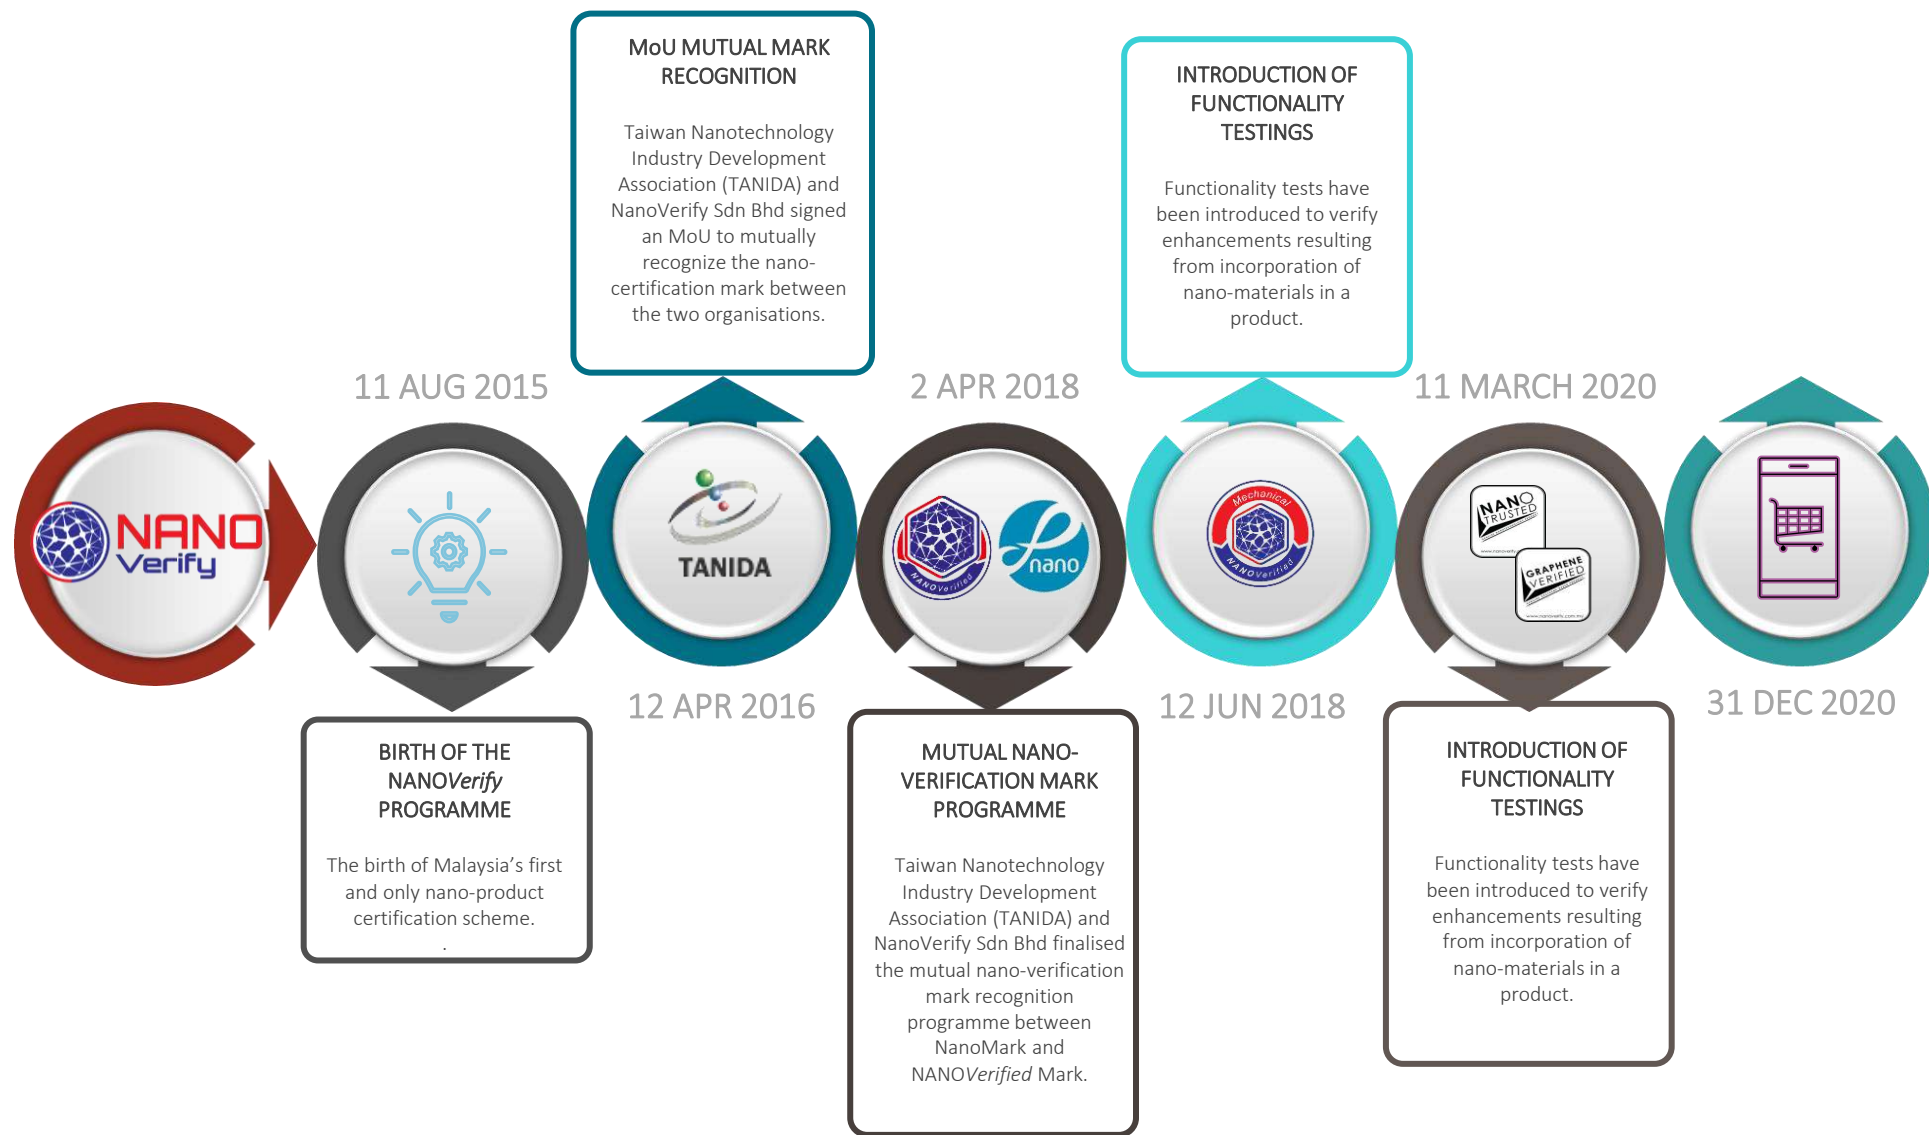 NANO
Verify
11 AUG 2015
BIRTH OF THE
NANOVerify
PROGRAMME
The birth of Malaysia’s first
and only nano-product
certification scheme.
.
MoU MUTUAL MARK
RECOGNITION
Taiwan Nanotechnology
Industry Development
Association (TANIDA) and
NanoVerify Sdn Bhd signed
an MoU to mutually
recognize the nano-
certification mark between
the two organisations.
TANIDA
12 APR 2016
2 APR 2018
NANOVerified
nano
MUTUAL NANO-
VERIFICATION MARK
PROGRAMME
Taiwan Nanotechnology
Industry Development
Association (TANIDA) and
NanoVerify Sdn Bhd finalised
the mutual nano-verification
mark recognition
programme between
NanoMark and
NANOVerified Mark.
INTRODUCTION OF
FUNCTIONALITY
TESTINGS
Functionality tests have
been introduced to verify
enhancements resulting
from incorporation of
nano-materials in a
product.
Mechanical
NANOVerified
12 JUN 2018
11 MARCH 2020
NANO
TRUSTED
GRAPHENE
VERIFIED
www.nanoverify.com.my
INTRODUCTION OF
FUNCTIONALITY
TESTINGS
Functionality tests have
been introduced to verify
enhancements resulting
from incorporation of
nano-materials in a
product.
31 DEC 2020